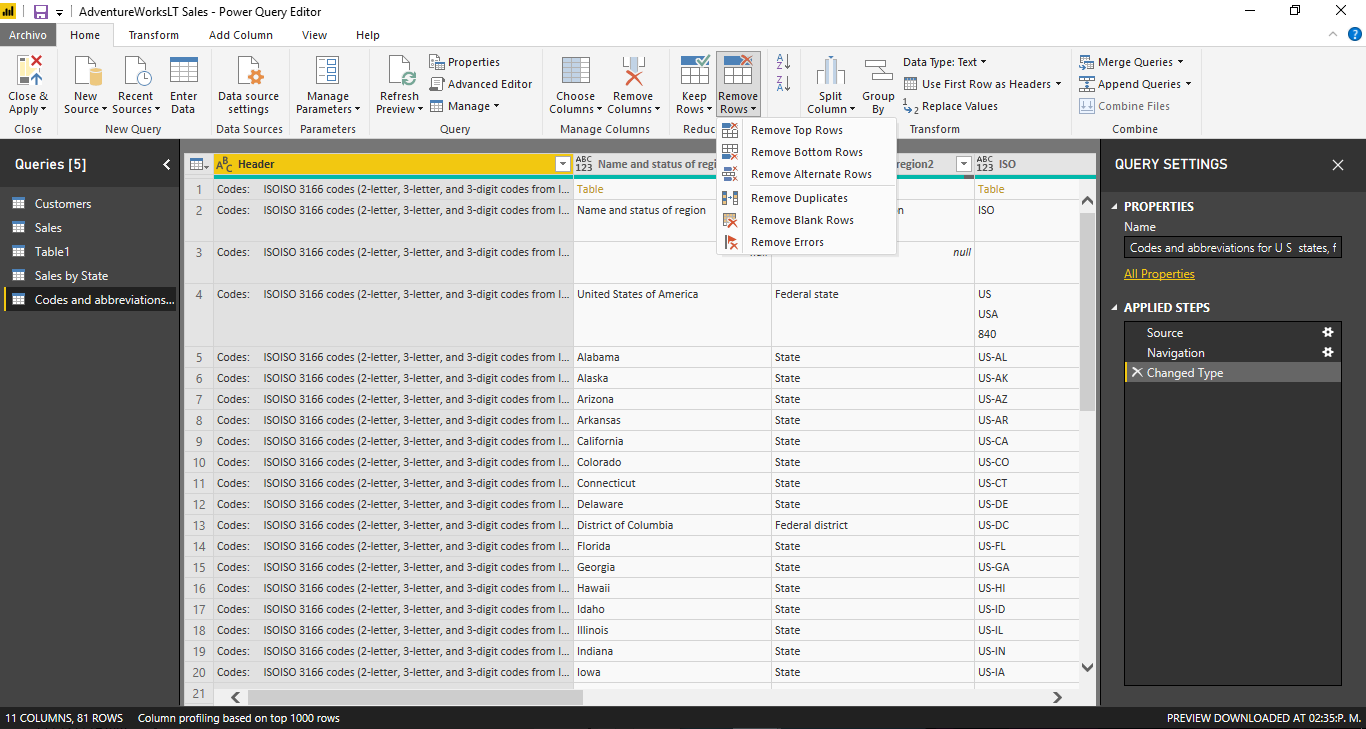 AdventureWorksLT Sales - Power Query Editor
Archivo Home Transform Add Column View Help
Close & Apply
New Source
Recent Sources
Enter Data
Data source settings
Manage Parameters
Refresh Preview
Properties
Advanced Editor
Manage
Choose Columns
Remove Columns
Keep Rows
Remove Rows
Split Column
Group By
Data Type: Text
Use First Row as Headers
Replace Values
Merge Queries
Append Queries
Combine Files
Close New Query Data Sources Parameters Query Manage Columns Reduc Transform Combine
Remove Top Rows
Remove Bottom Rows
Remove Alternate Rows
Remove Duplicates
Remove Blank Rows
Remove Errors
Queries [5]
Customers
Sales
Table1
Sales by State
Codes and abbreviations...
Header ABC 123 Name and status of regi region2 ABC 123 ISO
1 Codes: ISOISO 3166 codes (2-letter, 3-letter, and 3-digit codes from I... Table Table
2 Codes: ISOISO 3166 codes (2-letter, 3-letter, and 3-digit codes from I... Name and status of region n ISO
3 Codes: ISOISO 3166 codes (2-letter, 3-letter, and 3-digit codes from I... null
4 Codes: ISOISO 3166 codes (2-letter, 3-letter, and 3-digit codes from I... United States of America Federal state US
USA
840
5 Codes: ISOISO 3166 codes (2-letter, 3-letter, and 3-digit codes from I... Alabama State US-AL
6 Codes: ISOISO 3166 codes (2-letter, 3-letter, and 3-digit codes from I... Alaska State US-AK
7 Codes: ISOISO 3166 codes (2-letter, 3-letter, and 3-digit codes from I... Arizona State US-AZ
8 Codes: ISOISO 3166 codes (2-letter, 3-letter, and 3-digit codes from I... Arkansas State US-AR
9 Codes: ISOISO 3166 codes (2-letter, 3-letter, and 3-digit codes from I... California State US-CA
10 Codes: ISOISO 3166 codes (2-letter, 3-letter, and 3-digit codes from I... Colorado State US-CO
11 Codes: ISOISO 3166 codes (2-letter, 3-letter, and 3-digit codes from I... Connecticut State US-CT
12 Codes: ISOISO 3166 codes (2-letter, 3-letter, and 3-digit codes from I... Delaware State US-DE
13 Codes: ISOISO 3166 codes (2-letter, 3-letter, and 3-digit codes from I... District of Columbia Federal district US-DC
14 Codes: ISOISO 3166 codes (2-letter, 3-letter, and 3-digit codes from I... Florida State US-FL
15 Codes: ISOISO 3166 codes (2-letter, 3-letter, and 3-digit codes from I... Georgia State US-GA
16 Codes: ISOISO 3166 codes (2-letter, 3-letter, and 3-digit codes from I... Hawaii State US-HI
17 Codes: ISOISO 3166 codes (2-letter, 3-letter, and 3-digit codes from I... Idaho State US-ID
18 Codes: ISOISO 3166 codes (2-letter, 3-letter, and 3-digit codes from I... Illinois State US-IL
19 Codes: ISOISO 3166 codes (2-letter, 3-letter, and 3-digit codes from I... Indiana State US-IN
20 Codes: ISOISO 3166 codes (2-letter, 3-letter, and 3-digit codes from I... Iowa State US-IA
21
QUERY SETTINGS
PROPERTIES
Name
Codes and abbreviations for U S states, f
All Properties
APPLIED STEPS
Source
Navigation
Changed Type
11 COLUMNS, 81 ROWS Column profiling based on top 1000 rows PREVIEW DOWNLOADED AT 02:35:P. M.